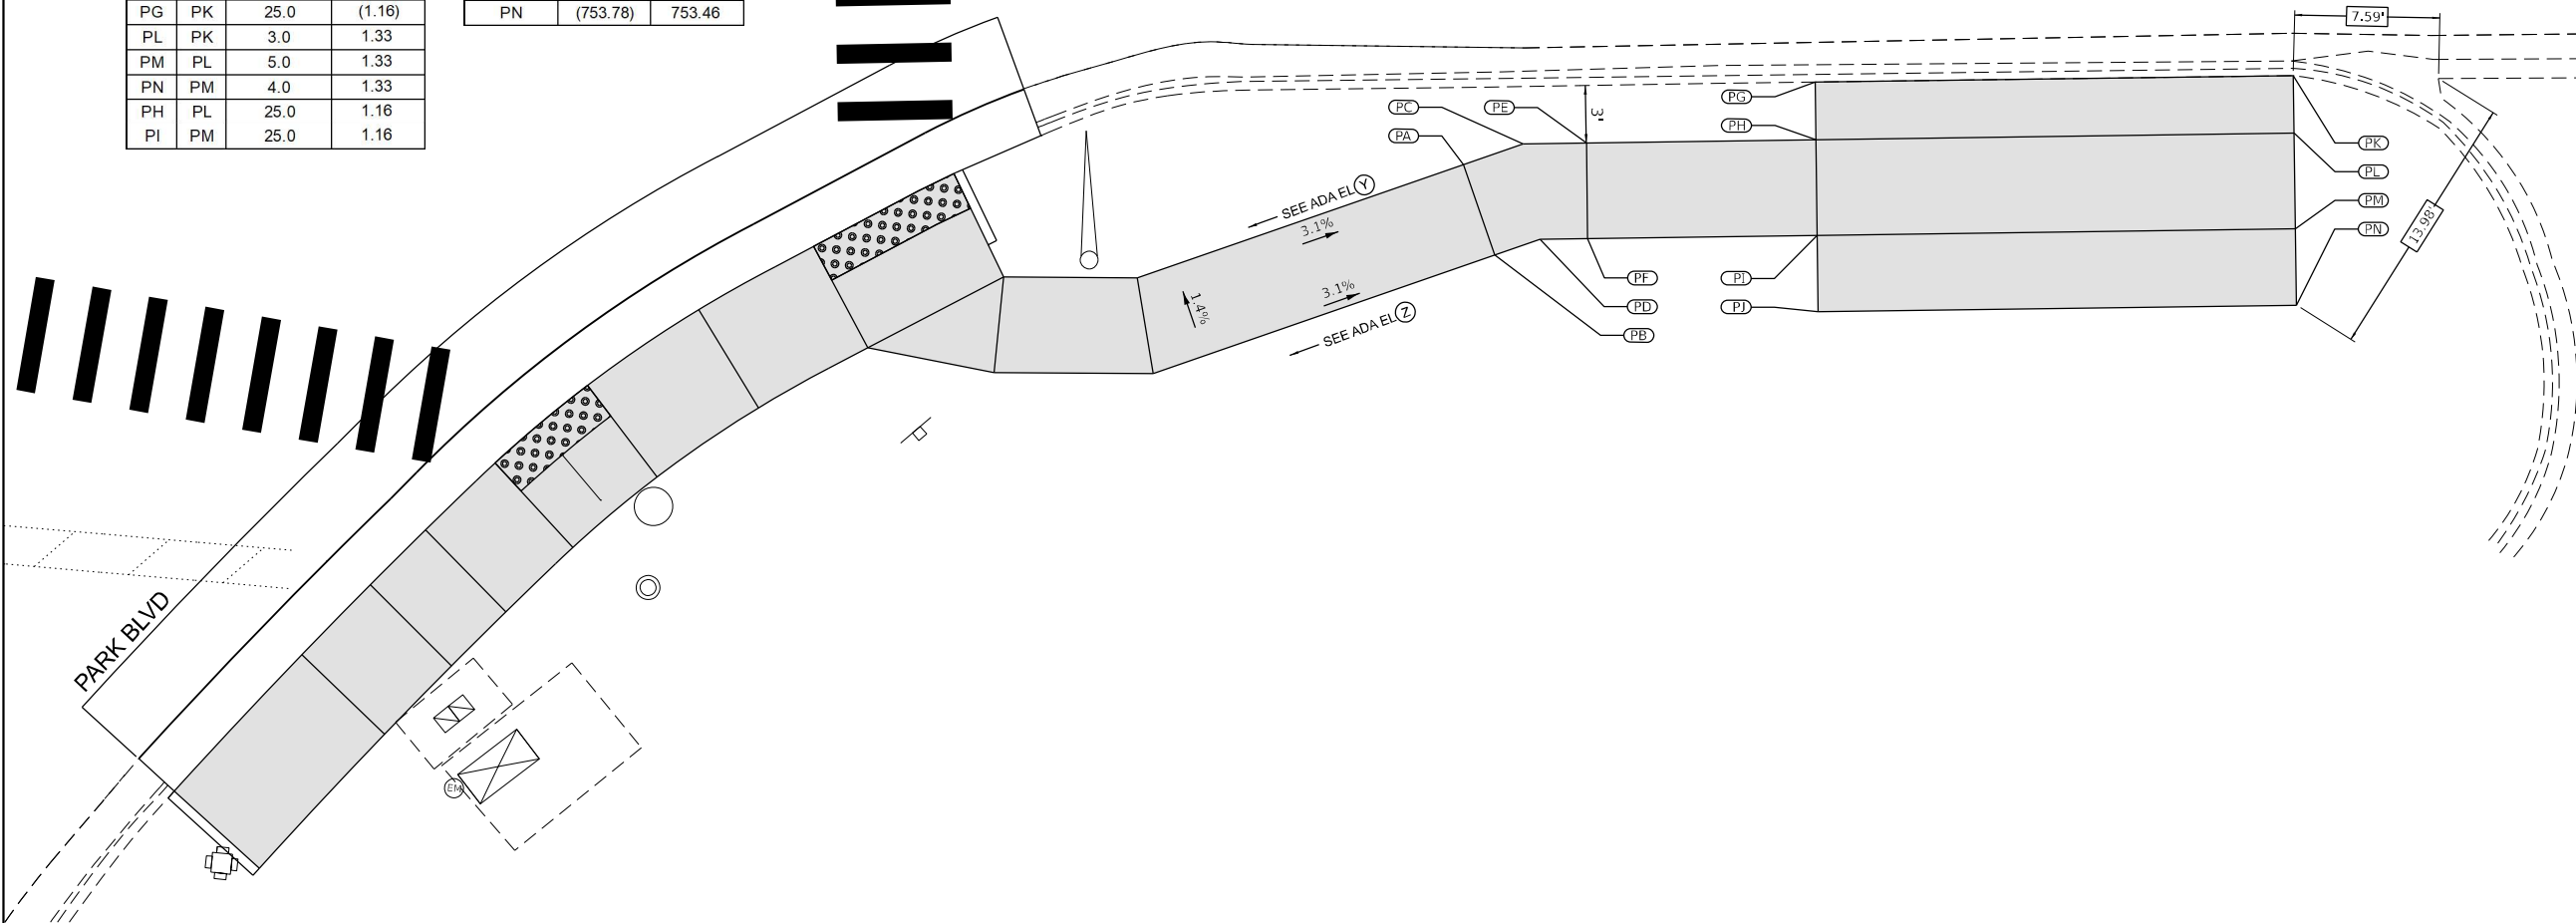 PG PK 25.0 (1.16)
PL PK 3.0 1.33
PM PL 5.0 1.33
PN PM 4.0 1.33
PH PL 25.0 1.16
PI PM 25.0 1.16
PN (753.78) 753.46
7.59'
PC
PE
PG
PA
PH
3'
PK
PL
PM
PN
SEE ADA EL Y
3.1%
13.98'
PF
PI
PD
PJ
PB
3.1%
1.4%
SEE ADA EL Z
PARK BLVD
EM